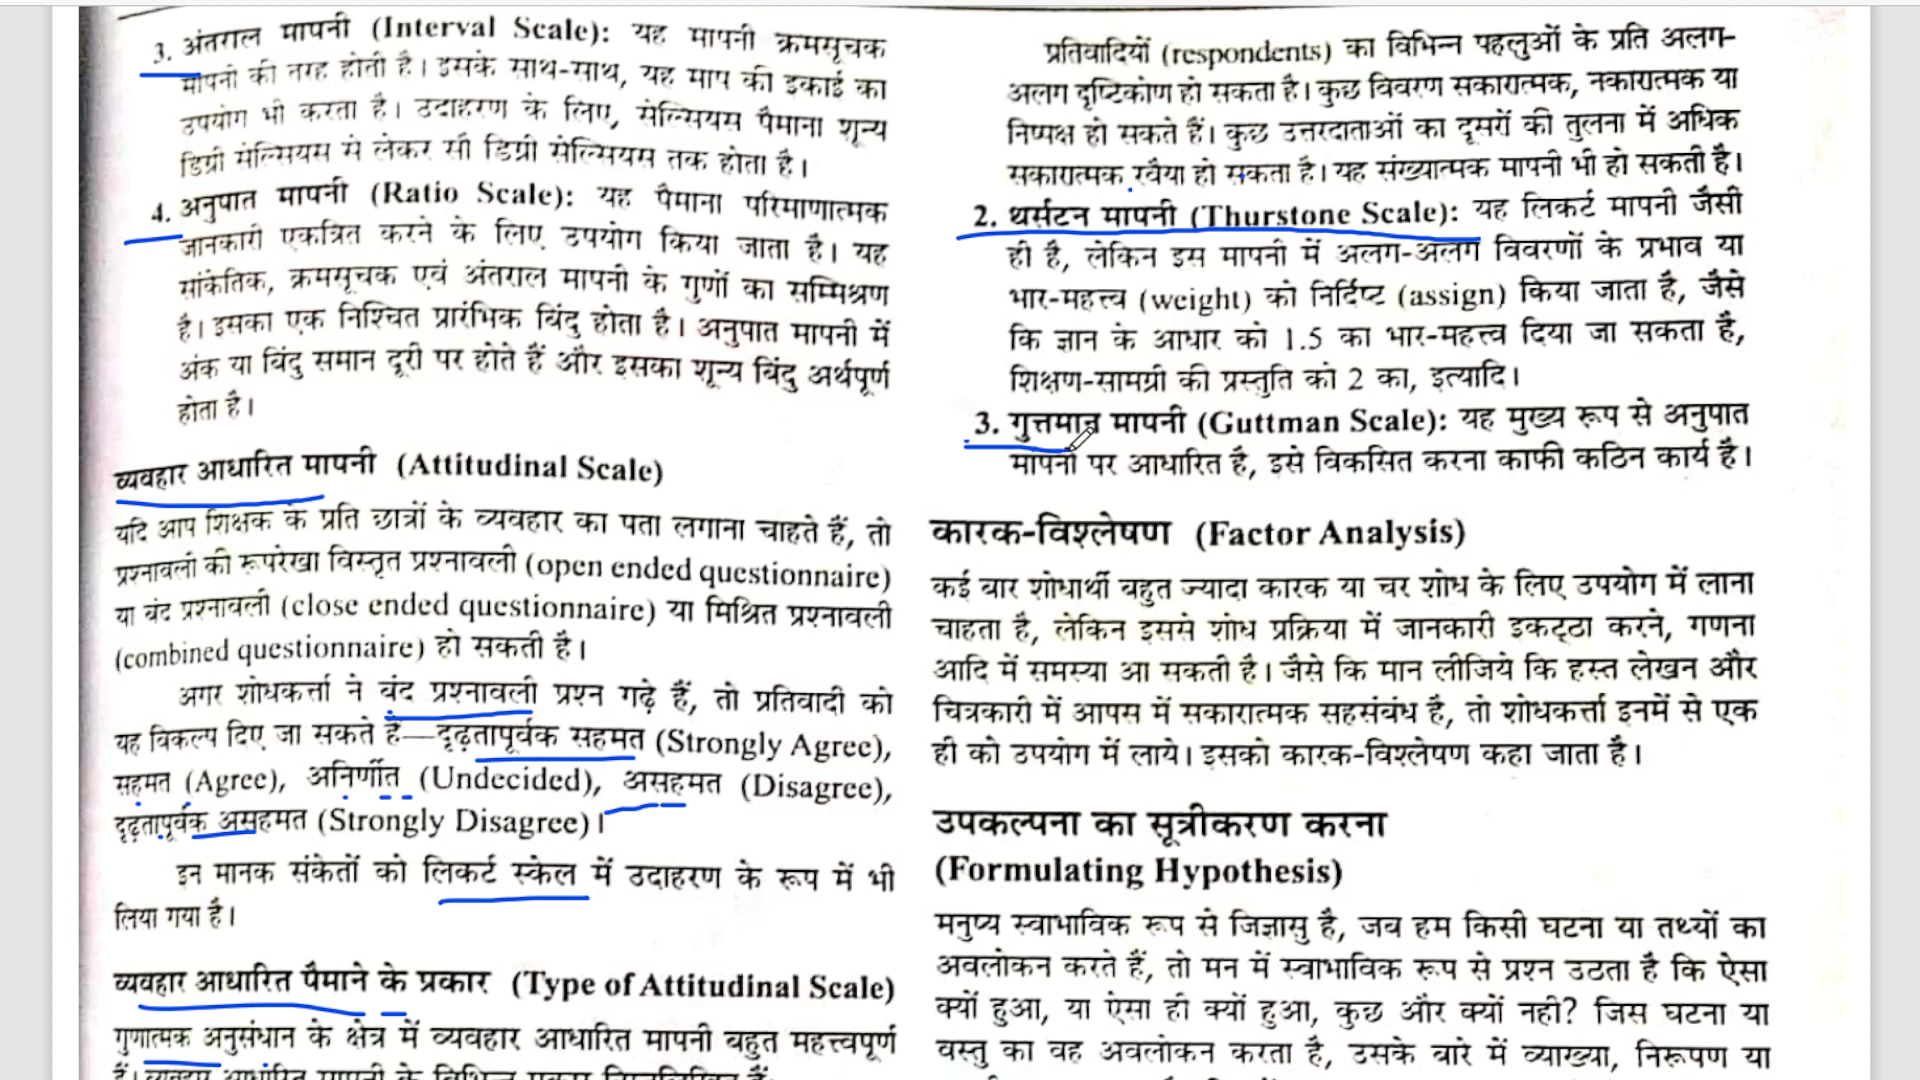 3. अंतराल मापनी (Interval Scale): यह मापनी क्रमसूचक
मापनी की तरह होती है। इसके साथ-साथ, यह माप की इकाई का
उपयोग भी करता है। उदाहरण के लिए, सेल्सियस पैमाना शून्य
डिग्री सेल्सियस से लेकर सौ डिग्री सेल्सियस तक होता है।
4. अनुपात मापनी (Ratio Scale): यह पैमाना परिमाणात्मक
जानकारी एकत्रित करने के लिए उपयोग किया जाता है। यह
सांकेतिक, क्रमसूचक एवं अंतराल मापनी के गुणों का सम्मिश्रण
है। इसका एक निश्चित प्रारंभिक बिंदु होता है। अनुपात मापनी में
अंक या बिंदु समान दूरी पर होते हैं और इसका शून्य बिंदु अर्थपूर्ण
होता है।
व्यवहार आधारित मापनी (Attitudinal Scale)
यदि आप शिक्षक के प्रति छात्रों के व्यवहार का पता लगाना चाहते हैं, तो
प्रश्नावली की रूपरेखा विस्तृत प्रश्नावली (open ended questionnaire)
या बंद प्रश्नावली (close ended questionnaire) या मिश्रित प्रश्नावली
(combined questionnaire) हो सकती है।
अगर शोधकर्त्ता ने बंद प्रश्नावली प्रश्न गढ़े हैं, तो प्रतिवादी को
यह विकल्प दिए जा सकते हैं—दृढ़तापूर्वक सहमत (Strongly Agree),
सहमत (Agree), अनिर्णीत (Undecided), असहमत (Disagree),
दृढ़तापूर्वक असहमत (Strongly Disagree)।
इन मानक संकेतों को लिकर्ट स्केल में उदाहरण के रूप में भी
लिया गया है।
व्यवहार आधारित पैमाने के प्रकार (Type of Attitudinal Scale)
गुणात्मक अनुसंधान के क्षेत्र में व्यवहार आधारित मापनी बहुत महत्त्वपूर्ण
हैं। व्यवहार आधारित मापनी के विभिन्न प्रकार निम्नलिखित हैं:
प्रतिवादियों (respondents) का विभिन्न पहलुओं के प्रति अलग-
अलग दृष्टिकोण हो सकता है। कुछ विवरण सकारात्मक, नकारात्मक या
निष्पक्ष हो सकते हैं। कुछ उत्तरदाताओं का दूसरों की तुलना में अधिक
सकारात्मक रवैया हो सकता है। यह संख्यात्मक मापनी भी हो सकती है।
2. थर्सटन मापनी (Thurstone Scale): यह लिकर्ट मापनी जैसी
ही है, लेकिन इस मापनी में अलग-अलग विवरणों के प्रभाव या
भार-महत्त्व (weight) को निर्दिष्ट (assign) किया जाता है, जैसे
कि ज्ञान के आधार को 1.5 का भार-महत्त्व दिया जा सकता है,
शिक्षण-सामग्री की प्रस्तुति को 2 का, इत्यादि।
3. गुत्तमान मापनी (Guttman Scale): यह मुख्य रूप से अनुपात
मापनी पर आधारित है, इसे विकसित करना काफी कठिन कार्य है।
कारक-विश्लेषण (Factor Analysis)
कई बार शोधार्थी बहुत ज्यादा कारक या चर शोध के लिए उपयोग में लाना
चाहता है, लेकिन इससे शोध प्रक्रिया में जानकारी इकट्ठा करने, गणना
आदि में समस्या आ सकती है। जैसे कि मान लीजिये कि हस्त लेखन और
चित्रकारी में आपस में सकारात्मक सहसंबंध है, तो शोधकर्त्ता इनमें से एक
ही को उपयोग में लाये। इसको कारक-विश्लेषण कहा जाता है।
उपकल्पना का सूत्रीकरण करना
(Formulating Hypothesis)
मनुष्य स्वाभाविक रूप से जिज्ञासु है, जब हम किसी घटना या तथ्यों का
अवलोकन करते हैं, तो मन में स्वाभाविक रूप से प्रश्न उठता है कि ऐसा
क्यों हुआ, या ऐसा ही क्यों हुआ, कुछ और क्यों नही? जिस घटना या
वस्तु का वह अवलोकन करता है, उसके बारे में व्याख्या, निरूपण या